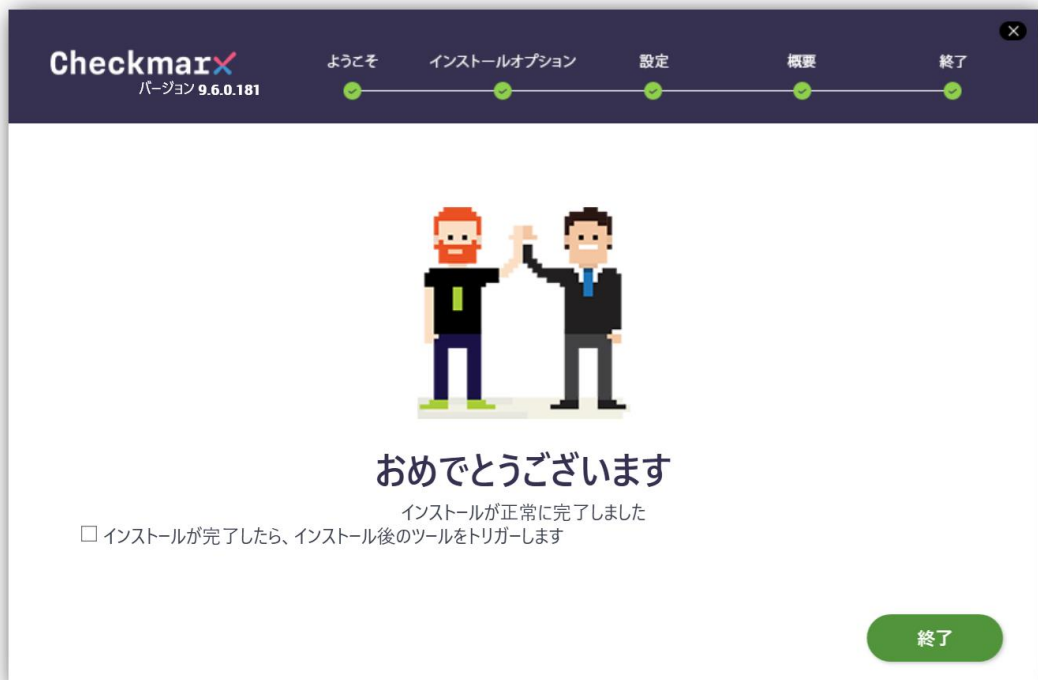 Checkmarx
バージョン 9.6.0.181
ようこそ
インストールオプション
設定
概要
終了
おめでとうございます
インストールが正常に完了しました
インストールが完了したら、インストール後のツールをトリガーします
終了